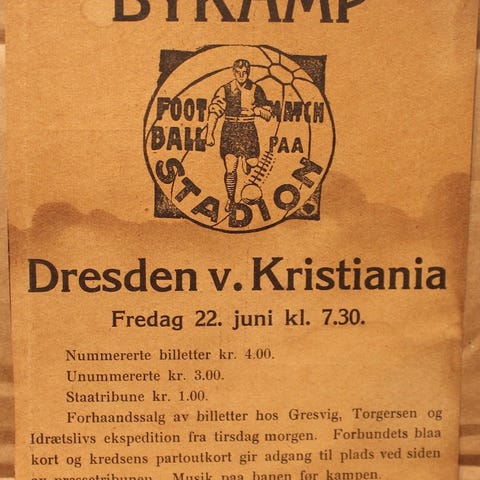 BYKAMP
FOOT MATCH
BALL PAA
STADION
Dresden v. Kristiania
Fredag 22. juni kl. 7.30.
Nummererte billetter kr. 4.00.
Unummererte kr. 3.00.
Staatribune kr. 1.00.
Forhaandssalg av billetter hos Gresvig, Torgersen og
Idrætslivs ekspedition fra tirsdag morgen. Forbundets blaa
kort og kredsens partoutkort gir adgang til plads ved siden
av pressetribunen. Musik paa banen før kampen.